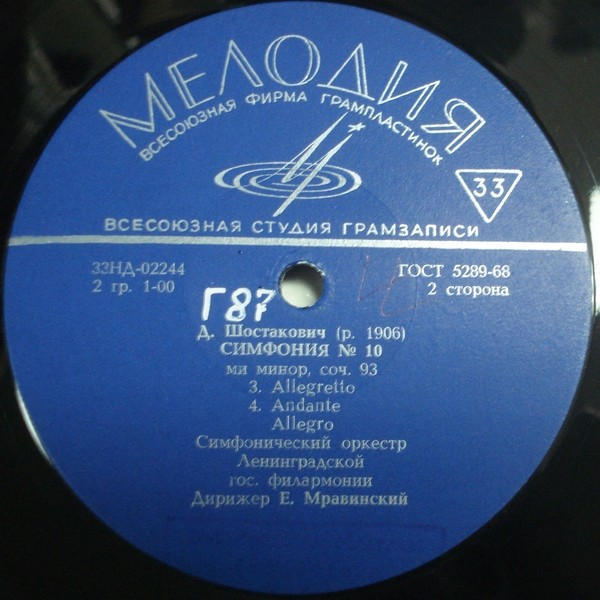 МЕЛОДИЯ
ВСЕСОЮЗНАЯ ФИРМА ГРАМПЛАСТИНОК
33
ВСЕСОЮЗНАЯ СТУДИЯ ГРАМЗАПИСИ
33НД-02244
ГОСТ 5289-68
2 гр. 1-00
2 сторона
Г87
Д. Шостакович (р. 1906)
СИМФОНИЯ № 10
ми минор, соч. 93
3. Allegretto
4. Andante
Allegro
Симфонический оркестр
Ленинградской
гос. филармонии
Дирижер Е. Мравинский